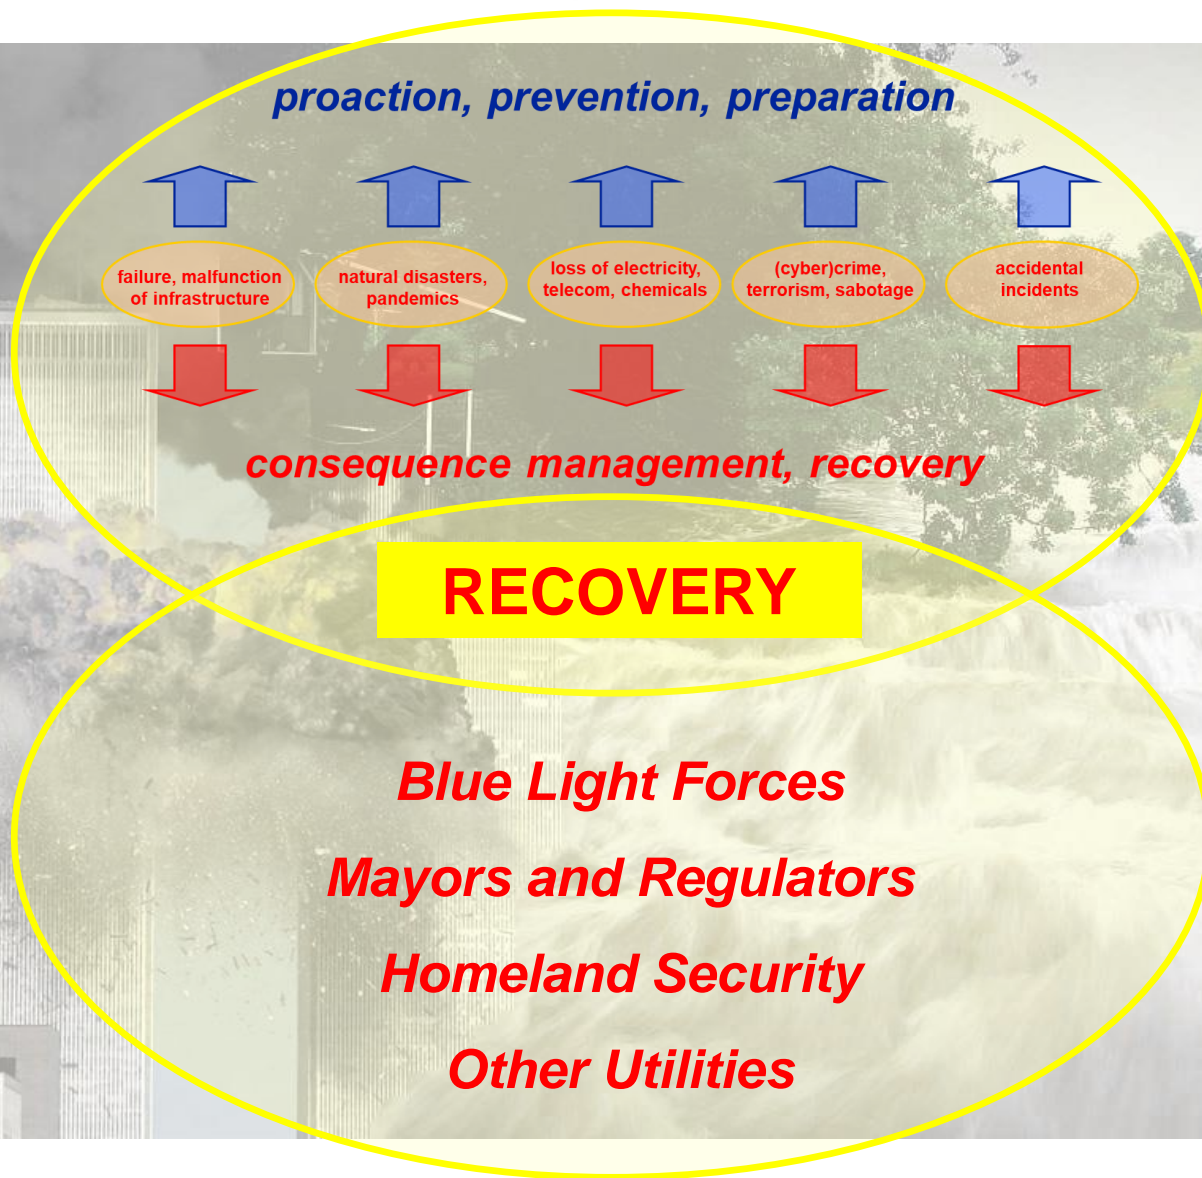 proaction, prevention, preparation
failure, malfunction
of infrastructure
natural disasters,
pandemics
loss of electricity,
telecom, chemicals
(cyber)crime,
terrorism, sabotage
accidental
incidents
consequence management, recovery
RECOVERY
Blue Light Forces
Mayors and Regulators
Homeland Security
Other Utilities